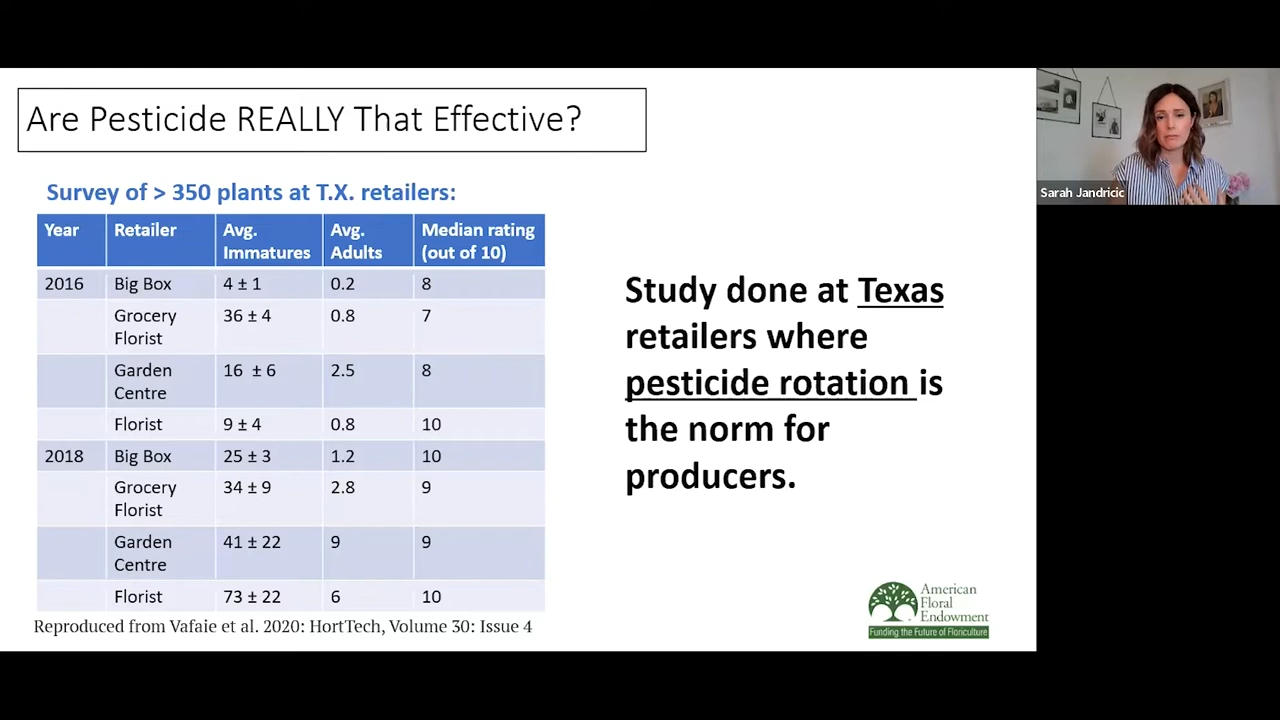 Are Pesticide REALLY That Effective?
Sarah Jandricic
Survey of > 350 plants at T.X. retailers:
Year Retailer Avg. Immatures Avg. Adults Median rating (out of 10)
2016 Big Box 4 ± 1 0.2 8
Grocery Florist 36 ± 4 0.8 7
Garden Centre 16 ± 6 2.5 8
Florist 9 ± 4 0.8 10
2018 Big Box 25 ± 3 1.2 10
Grocery Florist 34 ± 9 2.8 9
Garden Centre 41 ± 22 9 9
Florist 73 ± 22 6 10
Reproduced from Vafaie et al. 2020: HortTech, Volume 30: Issue 4
Study done at Texas
retailers where
pesticide rotation is
the norm for
producers.
American
Floral
Endowment
Funding the Future of Floriculture